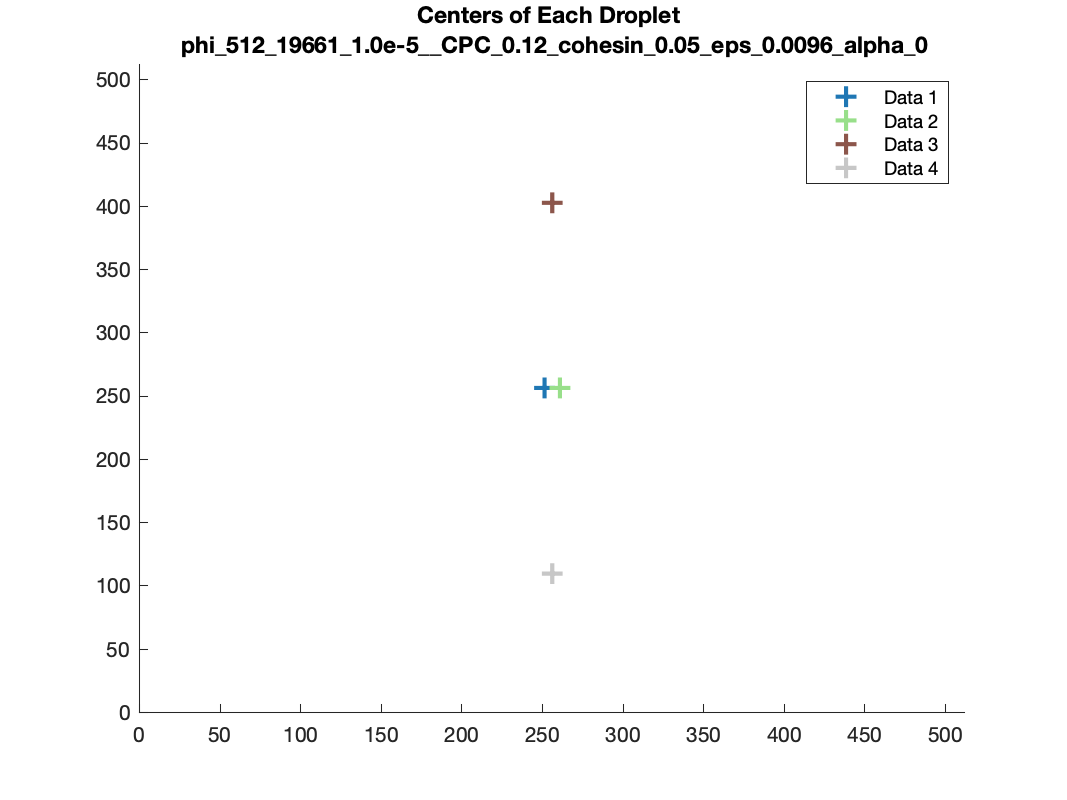 Centers of Each Droplet
phi_512_19661_1.0e-5__CPC_0.12_cohesin_0.05_eps_0.0096_alpha_0
500
450
400
350
300
250
200
150
100
50
0
Data 1
Data 2
Data 3
Data 4
0 50 100 150 200 250 300 350 400 450 500